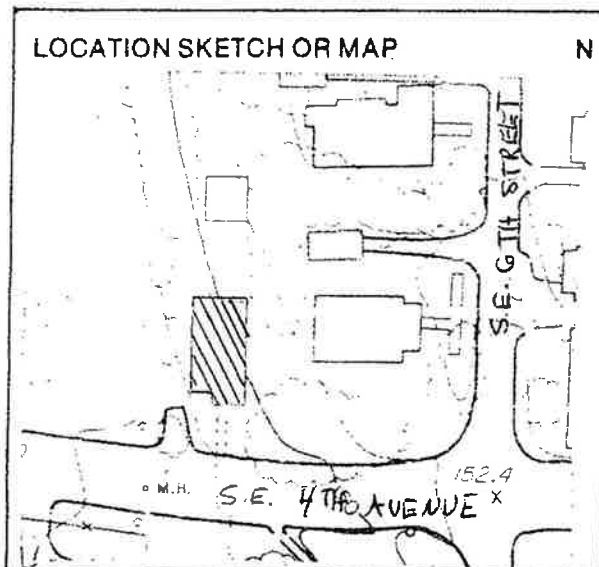 LOCATION SKETCH OR MAP N
S.E. 6TH STREET
152.4
M.H. S.E. 4TH AVENUE